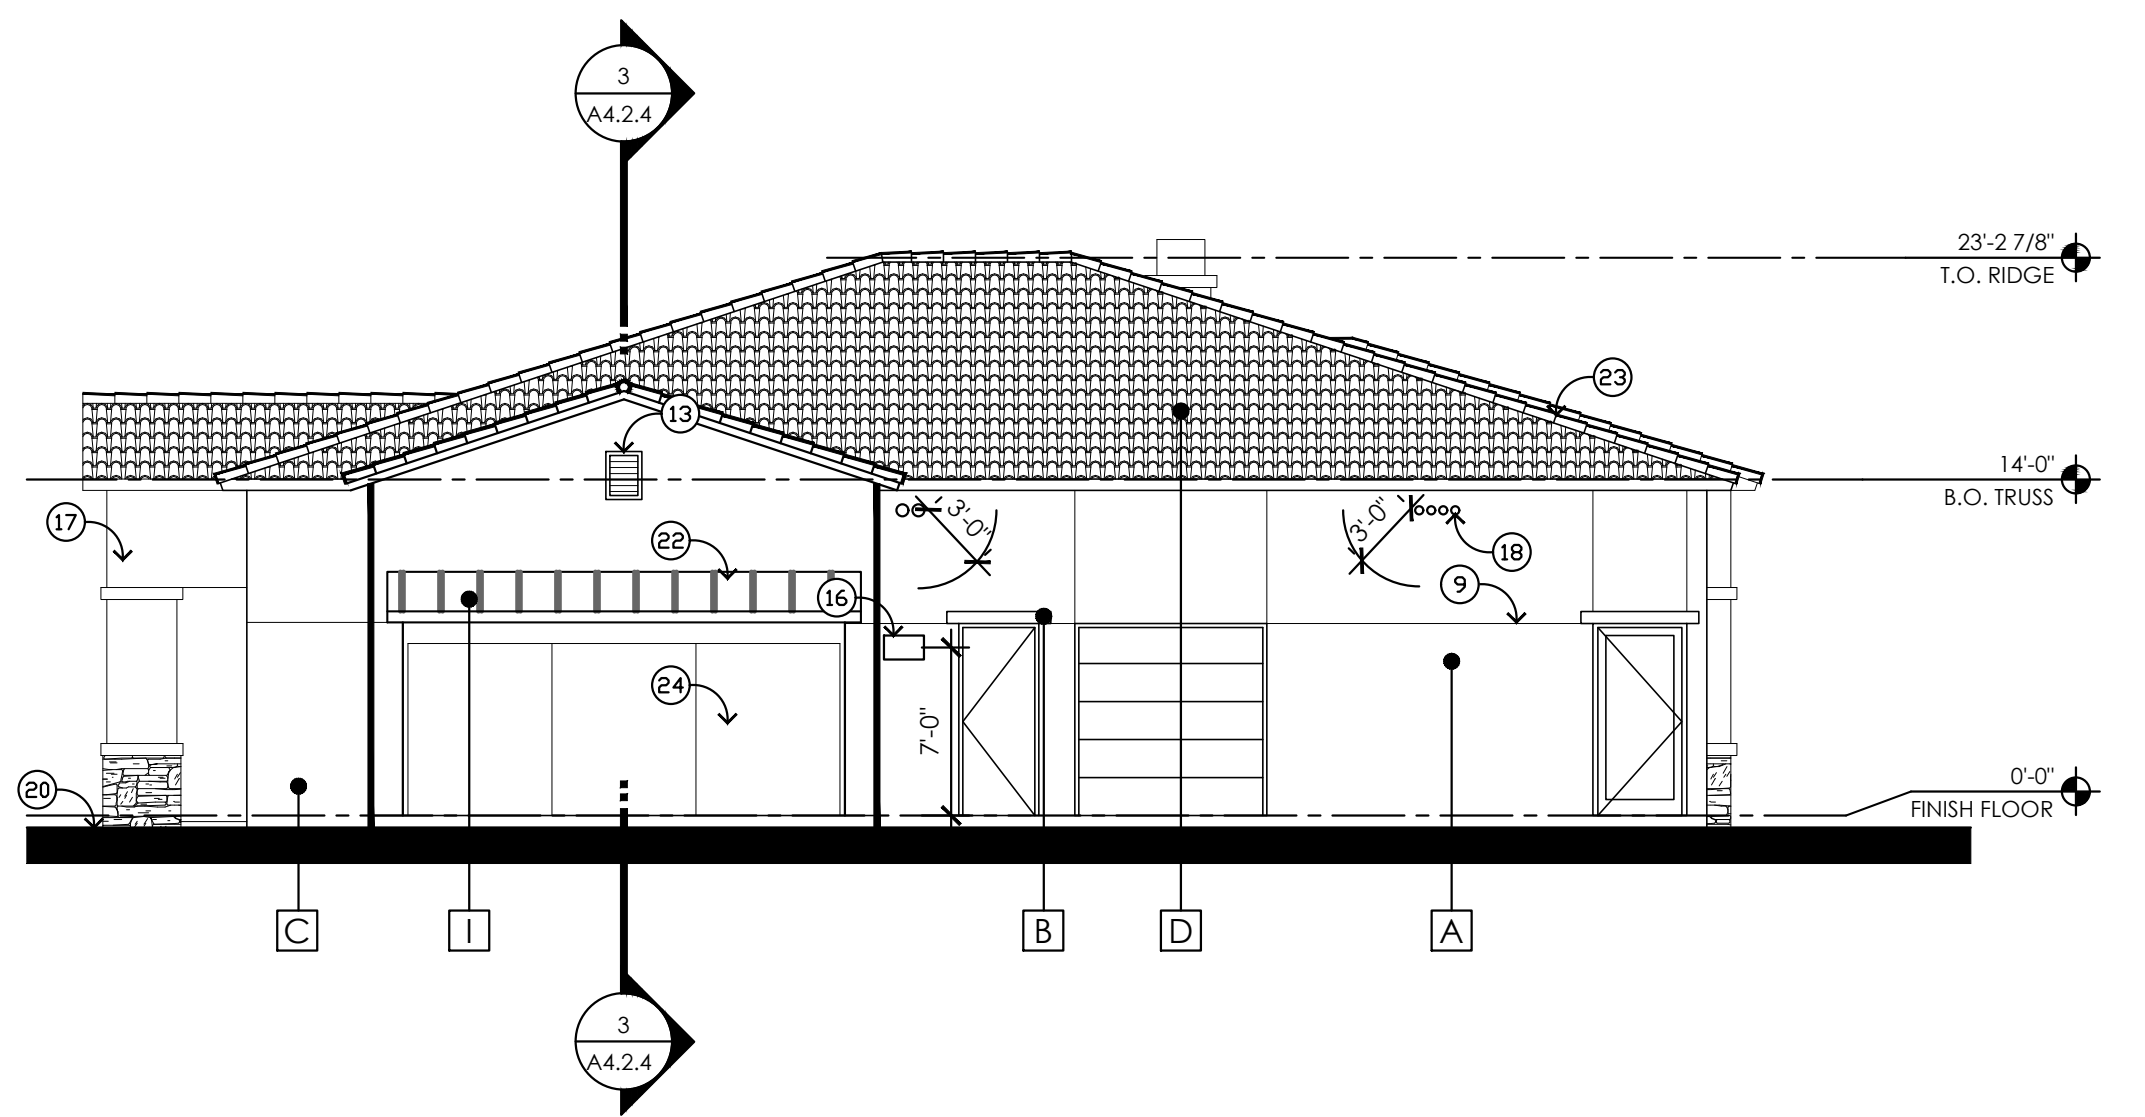 3
A4.2.4
23'-2 7/8"
T.O. RIDGE
23
13
14'-0"
B.O. TRUSS
17
3'-0"
3'-0"
18
22
9
16
24
7'-0"
20
0'-0"
FINISH FLOOR
C
I
B
D
A
3
A4.2.4